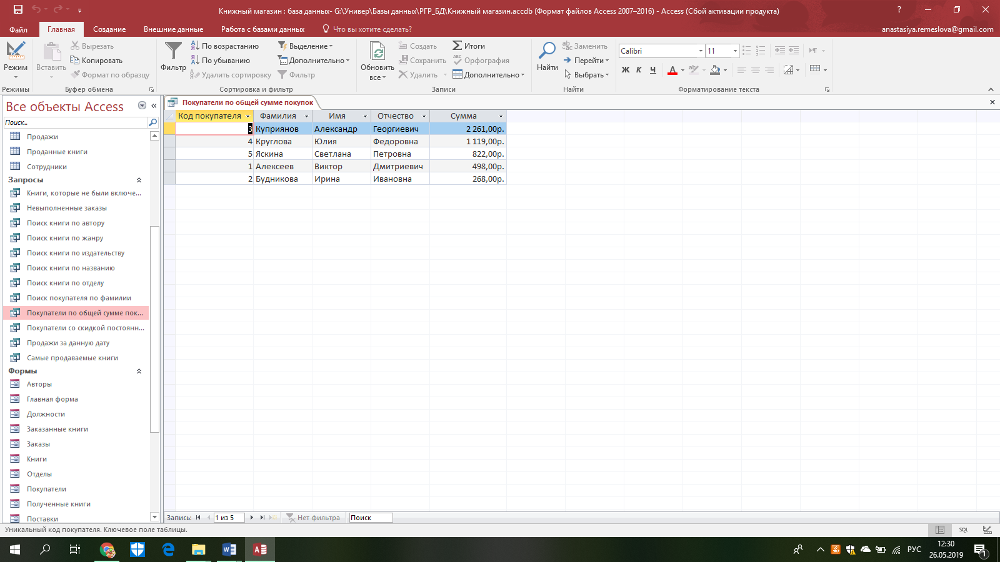 Книжный магазин : база данных- G:\Универ\Базы данных\РГР_БД\Книжный магазин.accdb (Формат файлов Access 2007–2016) - Access (Сбой активации продукта)
?
Файл Главная Создание Внешние данные Работа с базами данных Что вы хотите сделать? anastasiya.remeslova@gmail.com
Режим
Режимы
Вставить
Вырезать
Копировать
Формат по образцу
Буфер обмена
Фильтр
По возрастанию
По убыванию
Удалить сортировку
Выделение
Дополнительно
Фильтр
Сортировка и фильтр
Обновить
все
Создать
Сохранить
Удалить
Итоги
Орфография
Дополнительно
Записи
Найти
Заменить
Перейти
Выбрать
Найти
Calibri 11
Ж К Ч А
Форматирование текста
Все объекты Access
Поиск...
Продажи
Проданные книги
Сотрудники
Запросы
Книги, которые не были включе...
Невыполненные заказы
Поиск книги по автору
Поиск книги по жанру
Поиск книги по издательству
Поиск книги по названию
Поиск книги по отделу
Поиск покупателя по фамилии
Покупатели по общей сумме пок...
Покупатели со скидкой постоянн...
Продажи за данную дату
Самые продаваемые книги
Формы
Авторы
Главная форма
Должности
Заказанные книги
Заказы
Книги
Отделы
Покупатели
Полученные книги
Поставки
Покупатели по общей сумме покупок
Код покупателя Фамилия Имя Отчество Сумма
3 Куприянов Александр Георгиевич 2 261,00р.
4 Круглова Юлия Федоровна 1 119,00р.
5 Яскина Светлана Петровна 822,00р.
1 Алексеев Виктор Дмитриевич 498,00р.
2 Будникова Ирина Ивановна 268,00р.
Запись: 1 из 5 Нет фильтра Поиск
Уникальный код покупателя. Ключевое поле таблицы.
SQL
РУС
12:30
26.05.2019
1